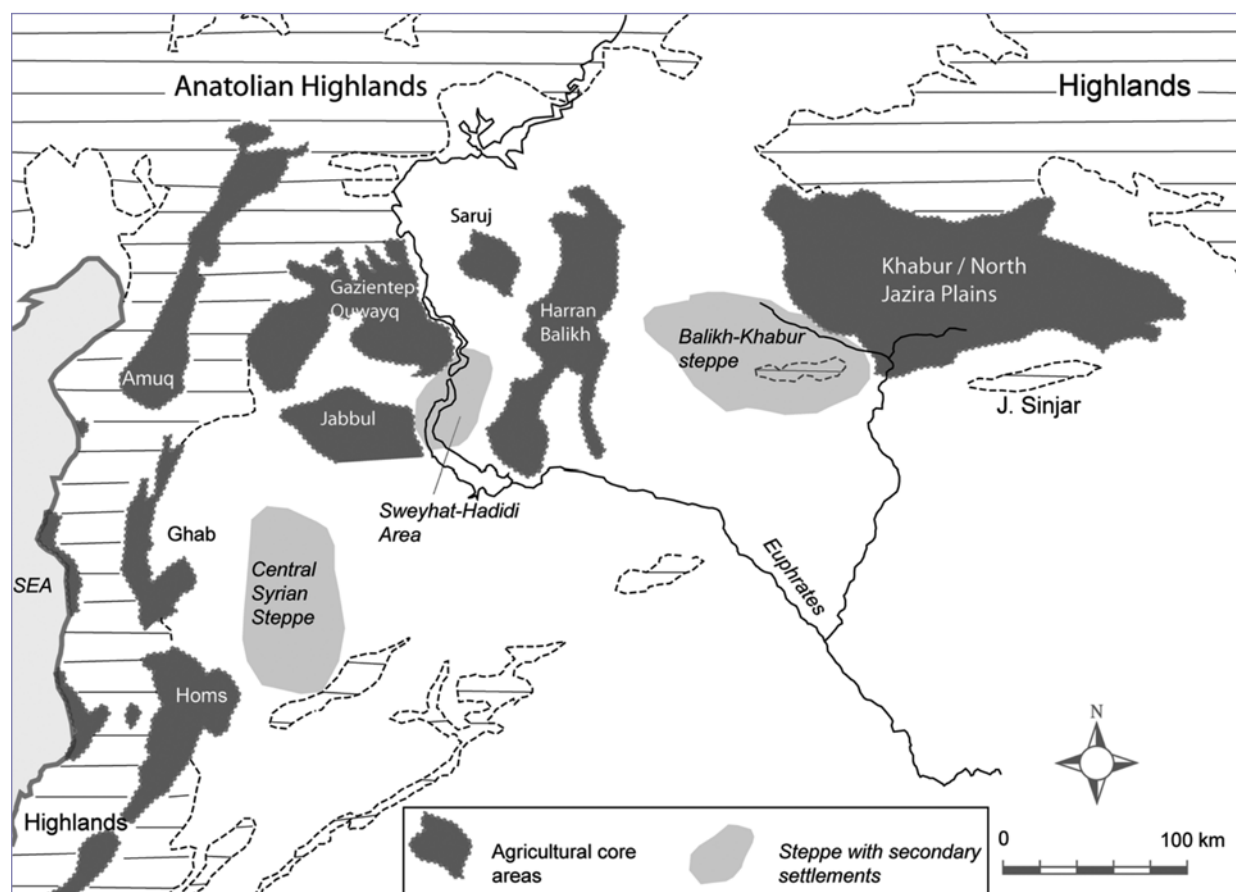 Anatolian Highlands
Highlands
Saruj
Khabur / North
Jazira Plains
Gazientep
Quwayq
Harran
Balikh
Balikh-Khabur
steppe
Amuq
J. Sinjar
Jabbul
Sweyhat-Hadidi
Area
Ghab
Central
Syrian
Steppe
SEA
Euphrates
Homs
N
Highlands
Agricultural core
areas
Steppe with secondary
settlements
0
100 km